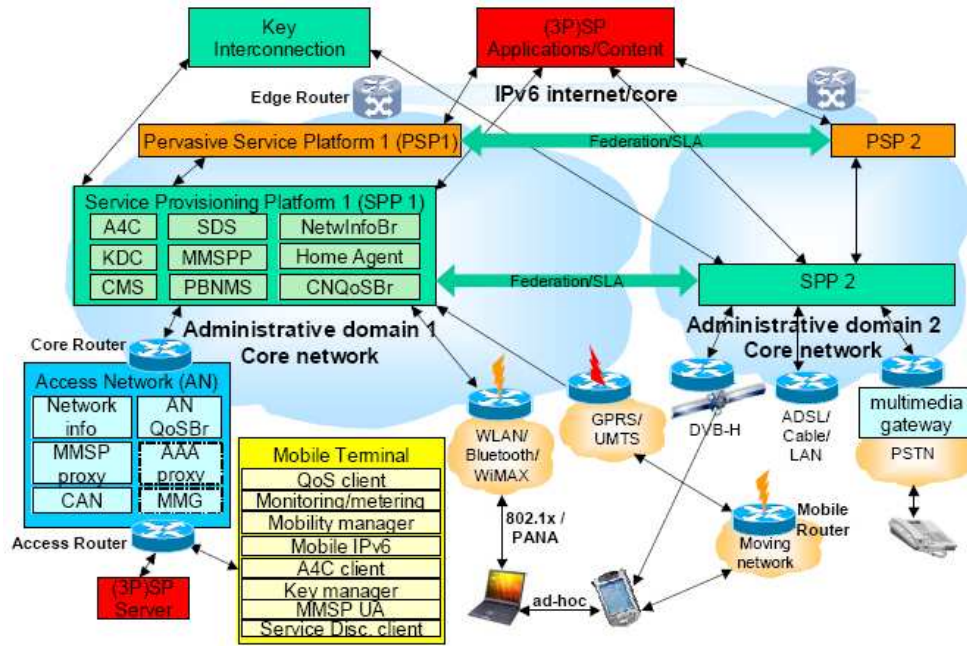 Key
Interconnection
(3P)SP
Applications/Content
Edge Router
IPv6 internet/core
Pervasive Service Platform 1 (PSP1)
Federation/SLA
PSP 2
Service Provisioning Platform 1 (SPP 1)
A4C
SDS
NetwInfoBr
KDC
MMSPP
Home Agent
CMS
PBNMS
CNQoSBr
Federation/SLA
SPP 2
Administrative domain 1
Core network
Administrative domain 2
Core network
Core Router
Access Network (AN)
Network
info
AN
QoSBr
MMSP
proxy
AAA
proxy
CAN
MMG
Access Router
(3P)SP
Server
Mobile Terminal
QoS client
Monitoring/metering
Mobility manager
Mobile IPv6
A4C client
Key manager
MMSP UA
Service Disc. client
WLAN/
Bluetooth/
WiMAX
GPRS/
UMTS
DVB-H
ADSL/
Cable/
LAN
multimedia
gateway
PSTN
802.1x /
PANA
Mobile
Router
Moving
network
ad-hoc